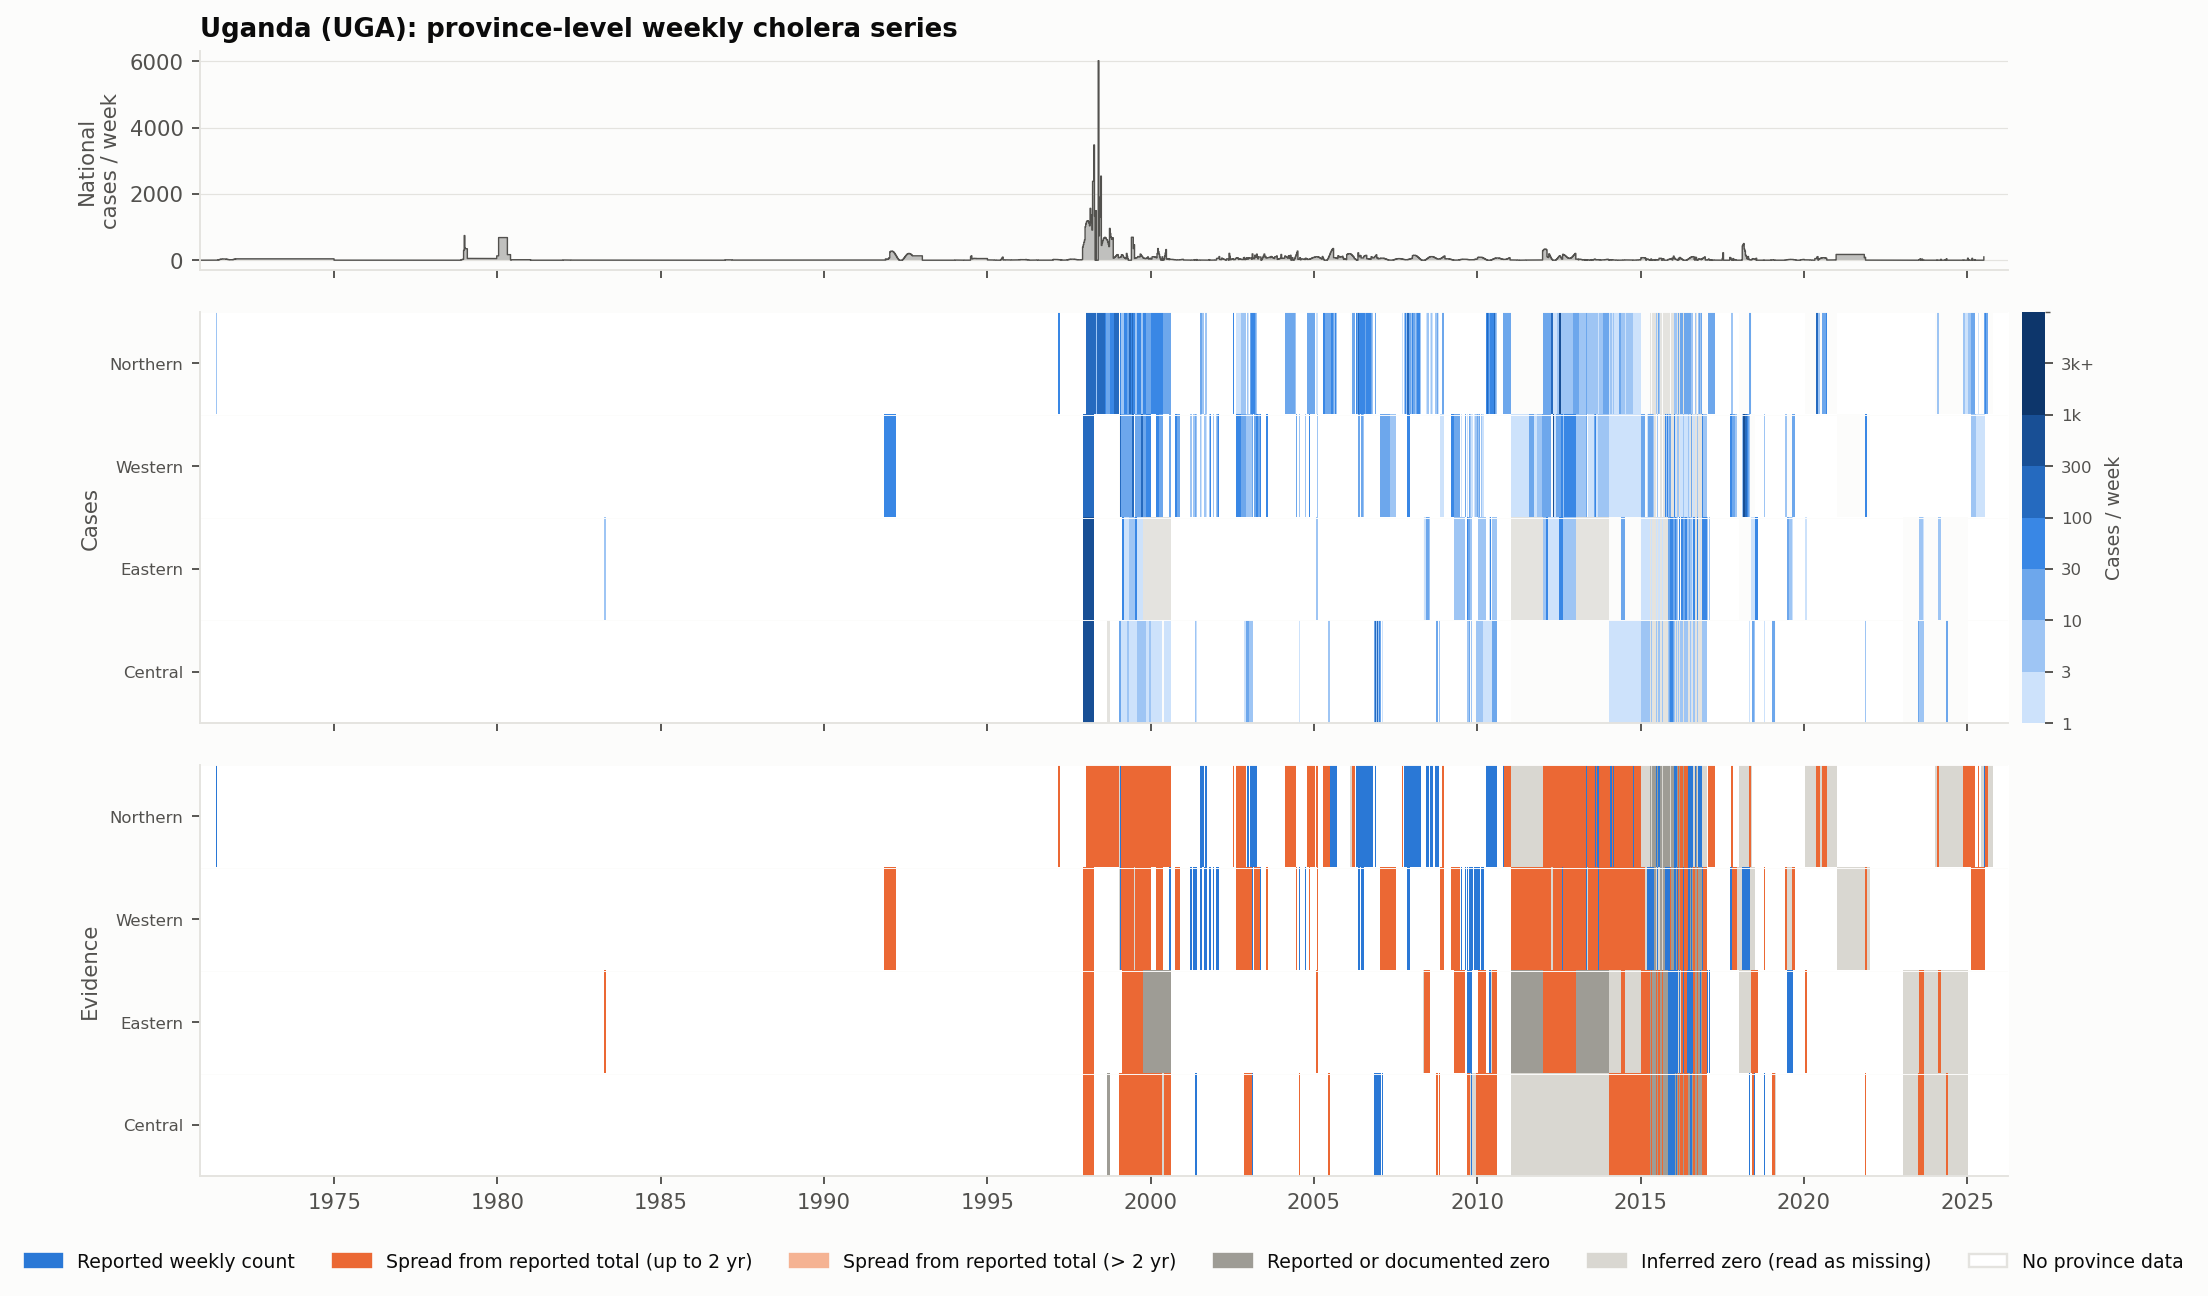 Uganda (UGA): province-level weekly cholera series
National
cases / week
6000
4000
2000
0
Cases
Northern
Western
Eastern
Central
3k+
1k
300
100
30
10
3
1
Cases / week
Evidence
Northern
Western
Eastern
Central
1975 1980 1985 1990 1995 2000 2005 2010 2015 2020 2025
Reported weekly count Spread from reported total (up to 2 yr) Spread from reported total (> 2 yr) Reported or documented zero Inferred zero (read as missing) No province data